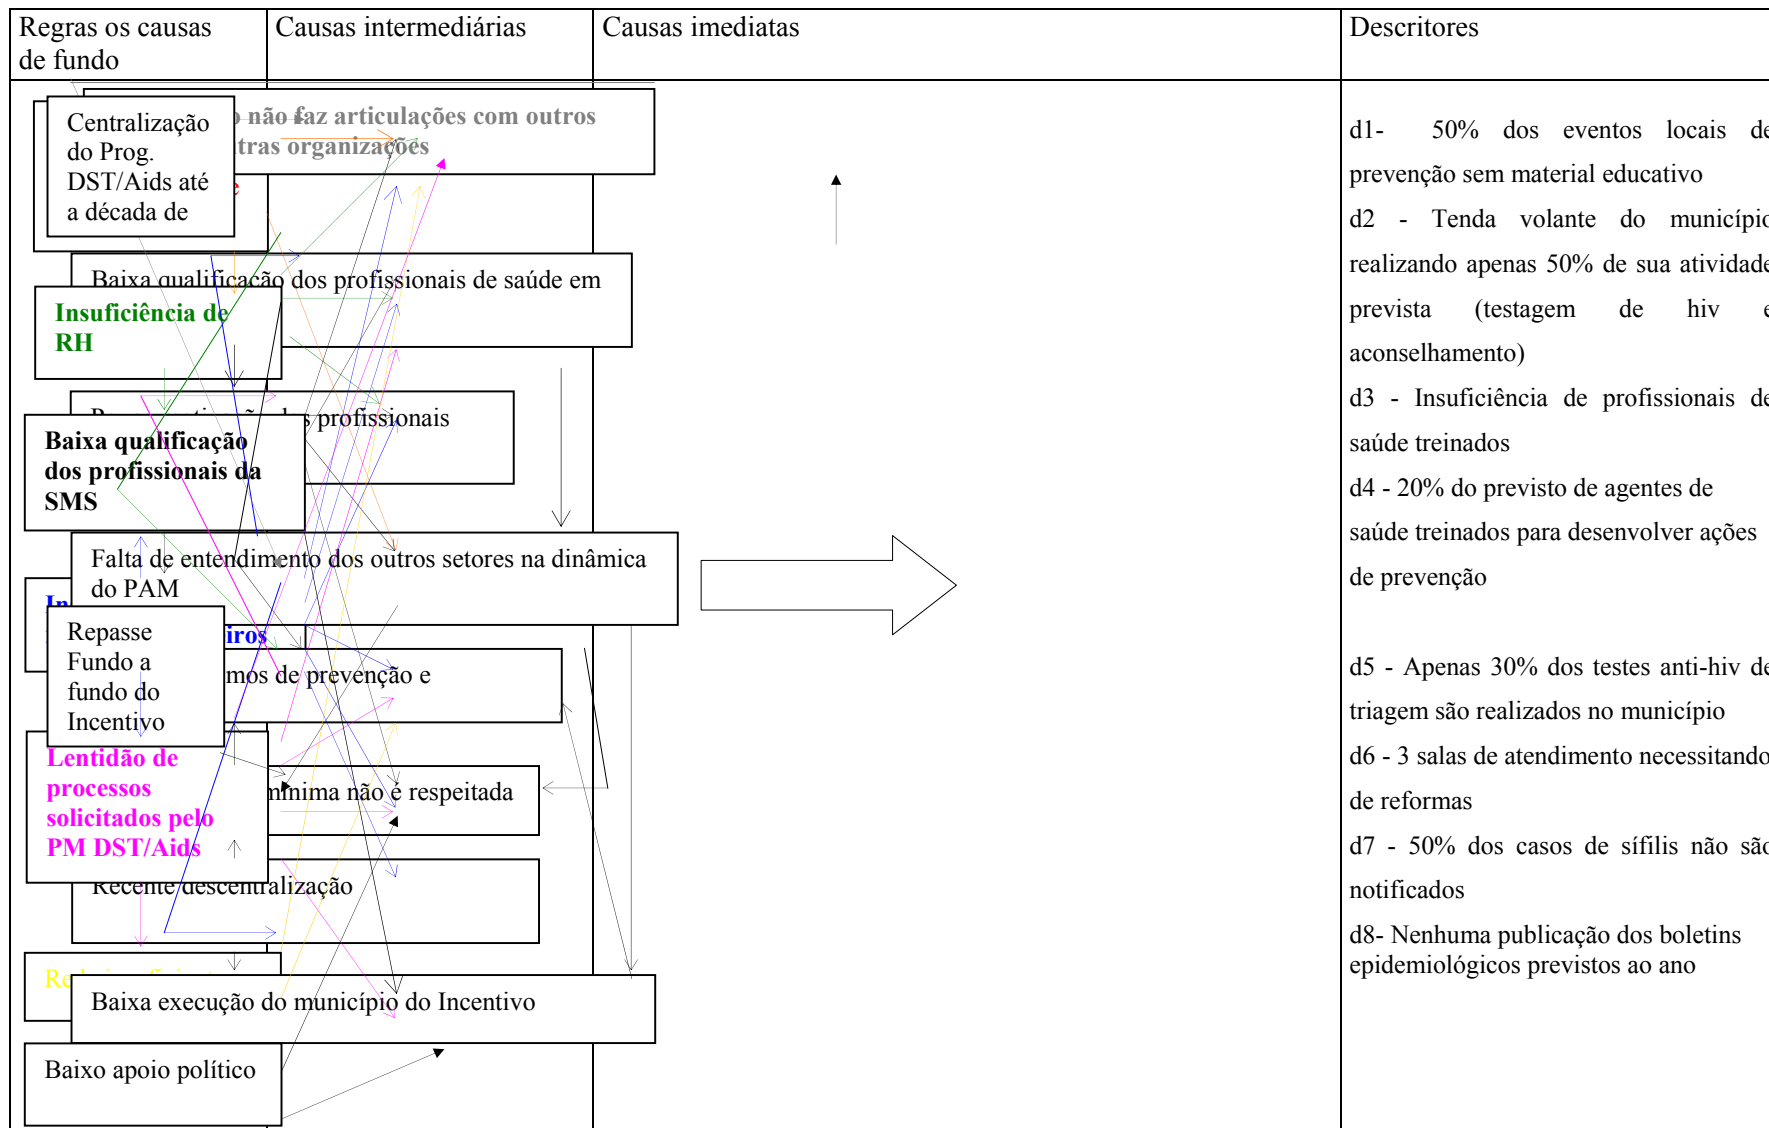 Regras os causas
de fundo
Causas intermediárias
Causas imediatas
Descritores
Centralização
do Prog.
DST/Aids até
a década de
não faz articulações com outros
organizações
Baixa qualificação dos profissionais de saúde em
Insuficiência de
RH
profissionais
Baixa qualificação
dos profissionais da
SMS
Falta de entendimento dos outros setores na dinâmica
do PAM
Repasse
Fundo a
fundo do
Incentivo
de prevenção e
Lentidão de
processos
solicitados pelo
PM DST/Aids
mínima não é respeitada
Recente descentralização
Baixa execução do município do Incentivo
Baixo apoio político
d1- 50% dos eventos locais de
prevenção sem material educativo
d2 - Tenda volante do município
realizando apenas 50% de sua atividade
prevista (testagem de hiv e
aconselhamento)
d3 - Insuficiência de profissionais de
saúde treinados
d4 - 20% do previsto de agentes de
saúde treinados para desenvolver ações
de prevenção
d5 - Apenas 30% dos testes anti-hiv de
triagem são realizados no município
d6 - 3 salas de atendimento necessitando
de reformas
d7 - 50% dos casos de sífilis não são
notificados
d8- Nenhuma publicação dos boletins
epidemiológicos previstos ao ano